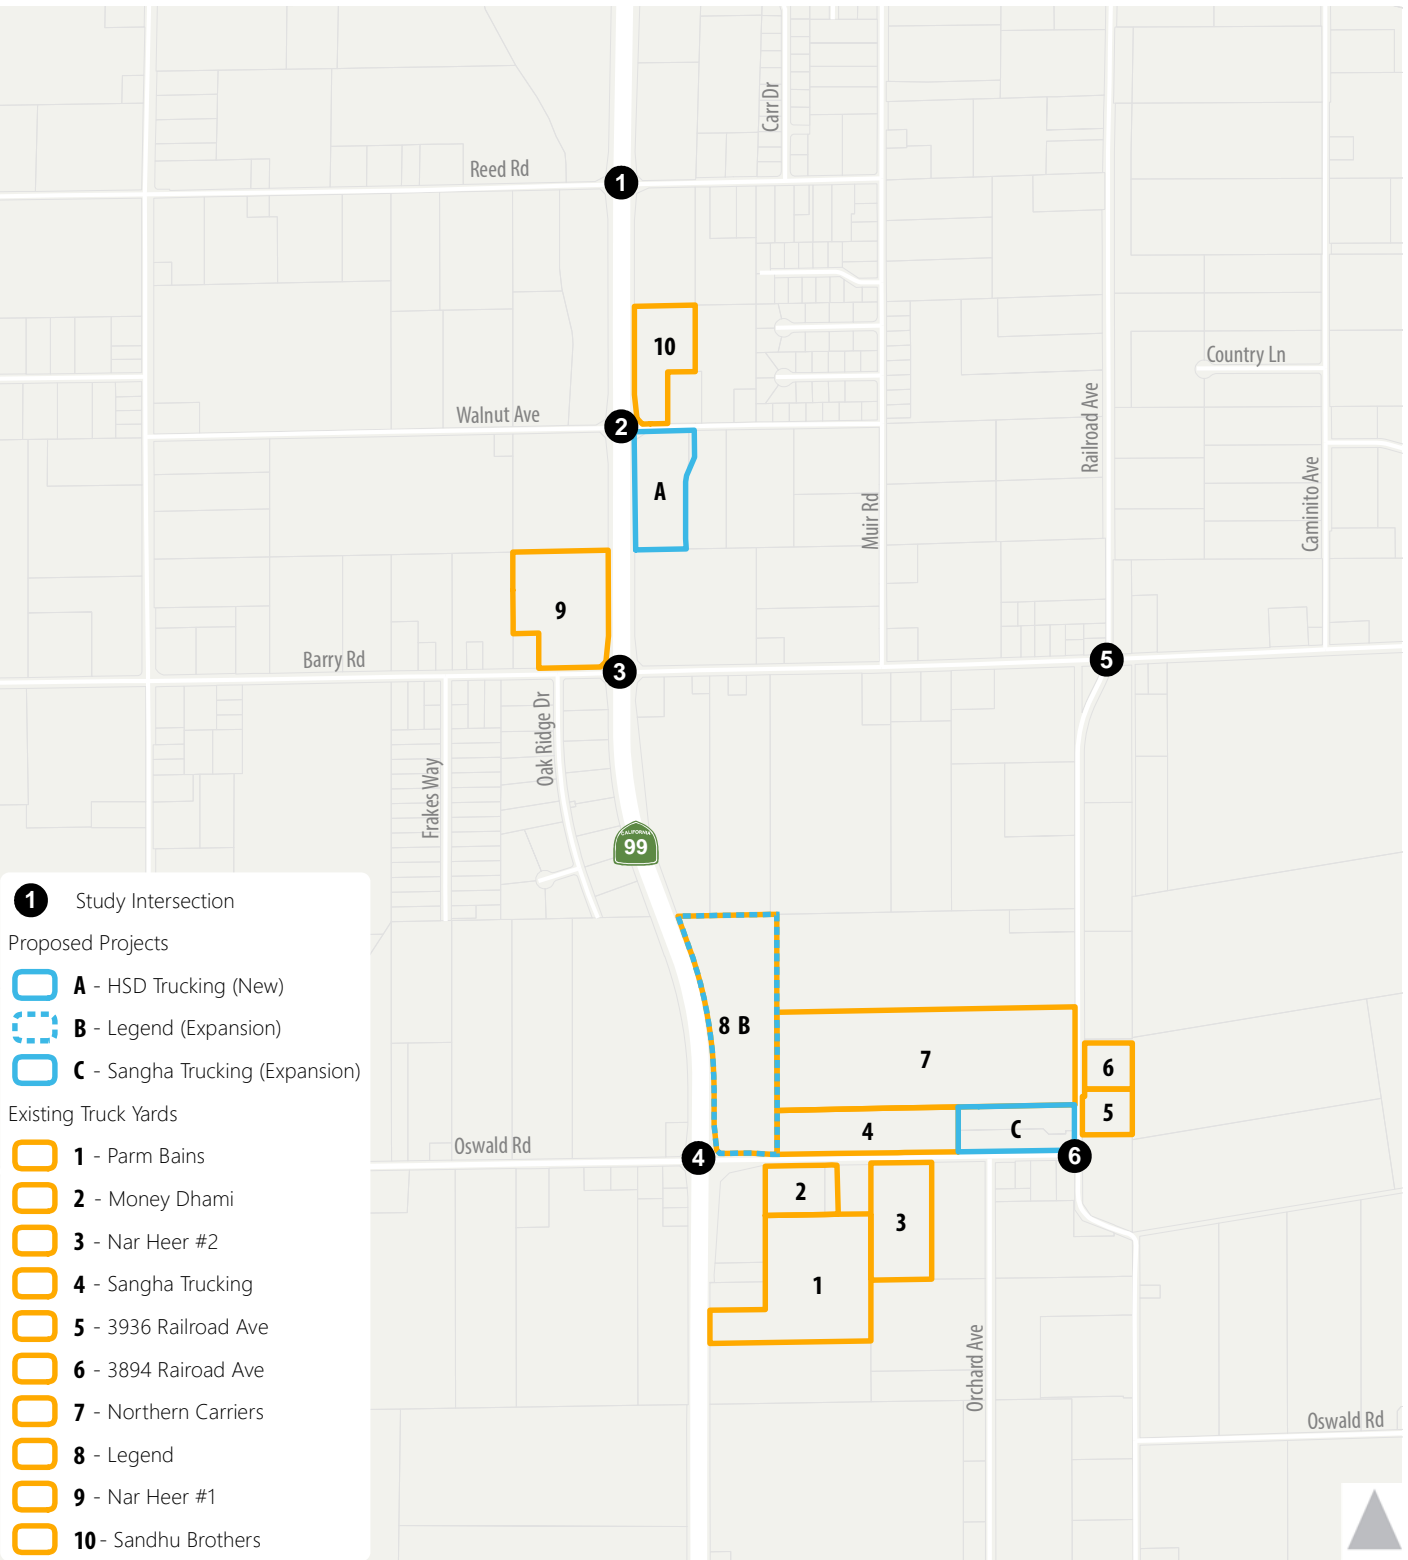 Carr Dr
Reed Rd
1
10
Country Ln
Walnut Ave
2
Railroad Ave
A
Muir Rd
Caminito Ave
9
Barry Rd
3
5
Oak Ridge Dr
Frakes Way
CALIFORNIA
99
8 B
7
6
5
4
C
Oswald Rd
4
6
2
3
1
Orchard Ave
Oswald Rd
1 Study Intersection
Proposed Projects
A - HSD Trucking (New)
B - Legend (Expansion)
C - Sangha Trucking (Expansion)
Existing Truck Yards
1 - Parm Bains
2 - Money Dhami
3 - Nar Heer #2
4 - Sangha Trucking
5 - 3936 Railroad Ave
6 - 3894 Rairoad Ave
7 - Northern Carriers
8 - Legend
9 - Nar Heer #1
10 - Sandhu Brothers